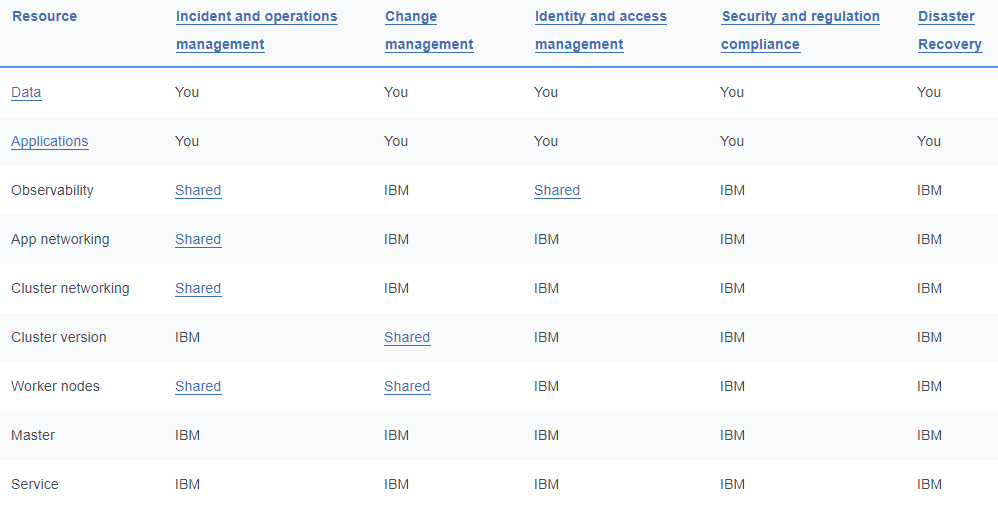 Resource Incident and operations management Change management Identity and access management Security and regulation compliance Disaster Recovery
Data You You You You You
Applications You You You You You
Observability Shared IBM Shared IBM IBM
App networking Shared IBM IBM IBM IBM
Cluster networking Shared IBM IBM IBM IBM
Cluster version IBM Shared IBM IBM IBM
Worker nodes Shared Shared IBM IBM IBM
Master IBM IBM IBM IBM IBM
Service IBM IBM IBM IBM IBM